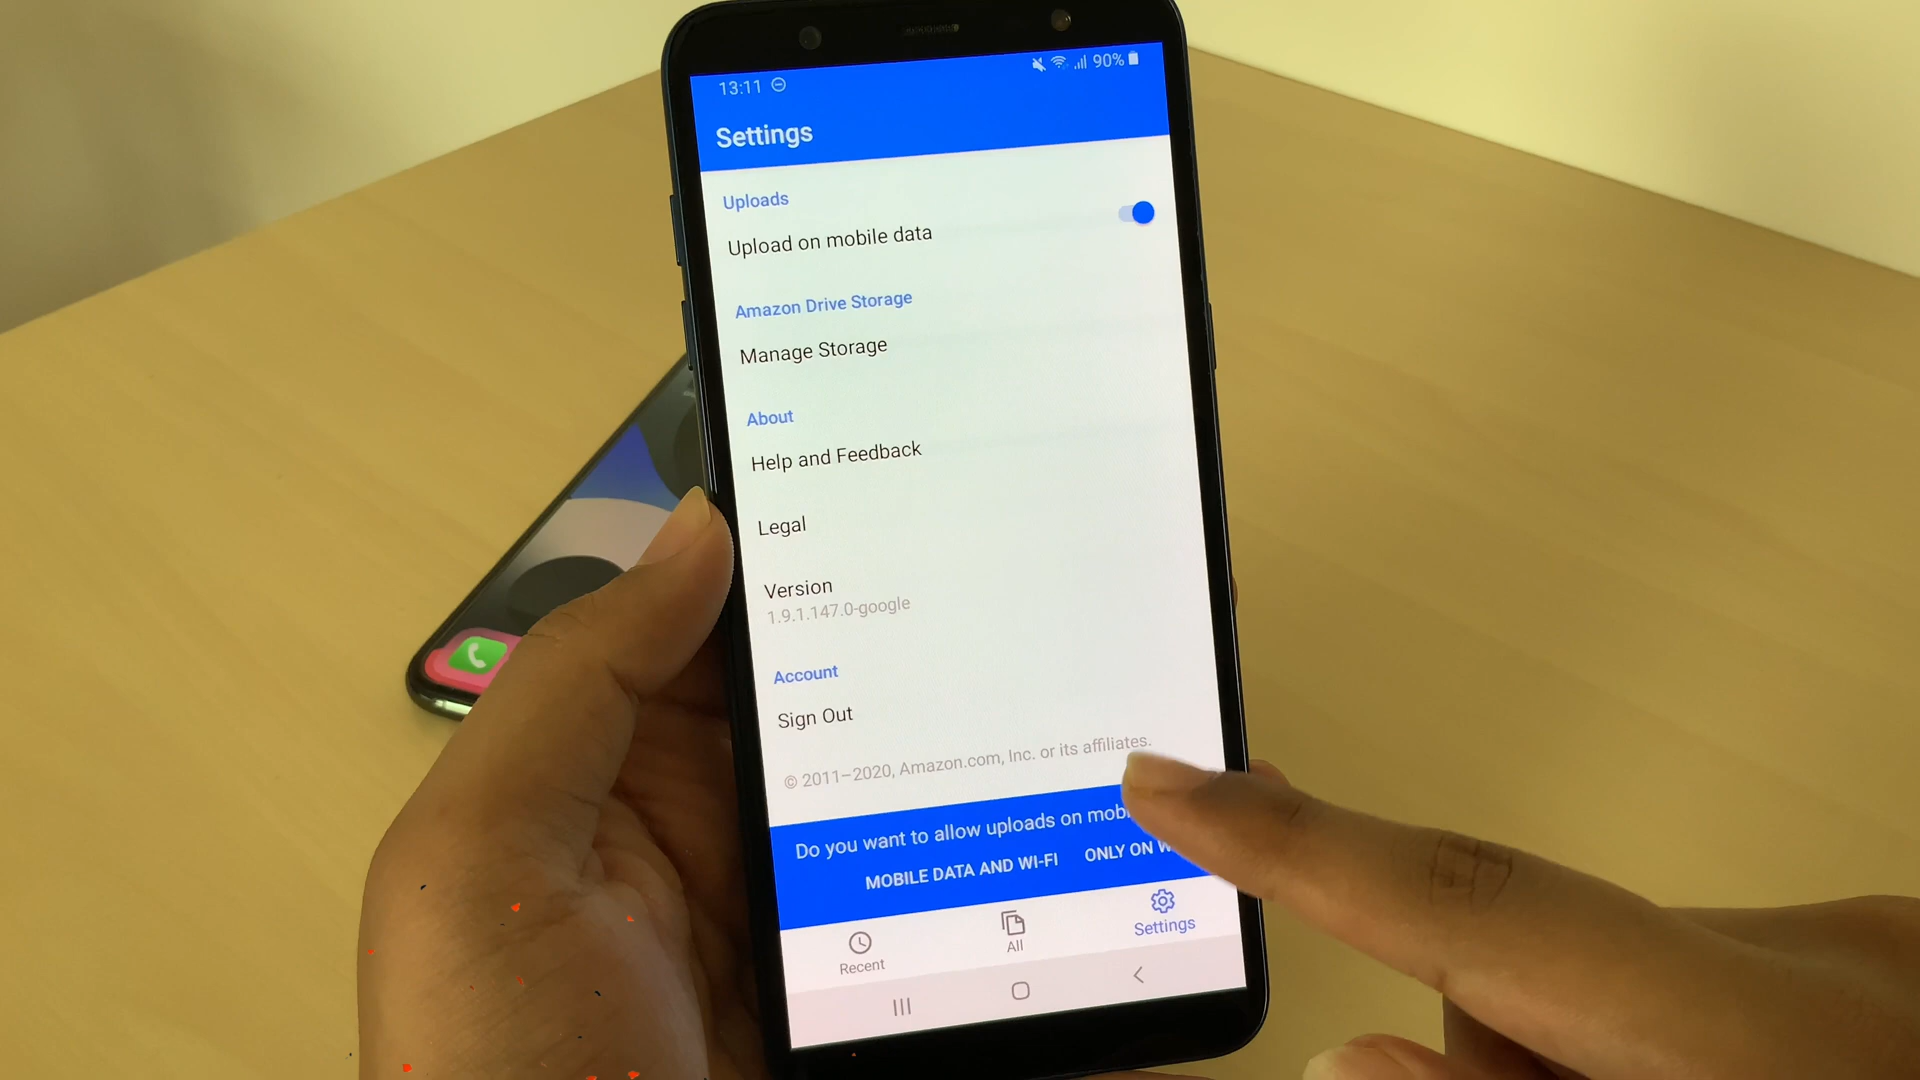 13:11 90%
Settings
Uploads
Upload on mobile data
Amazon Drive Storage
Manage Storage
About
Help and Feedback
Legal
Version
1.9.1.147.0-google
Account
Sign Out
© 2011–2020, Amazon.com, Inc. or its affiliates.
Do you want to allow uploads on
MOBILE DATA AND WI-FI ONLY ON
Recent All Settings